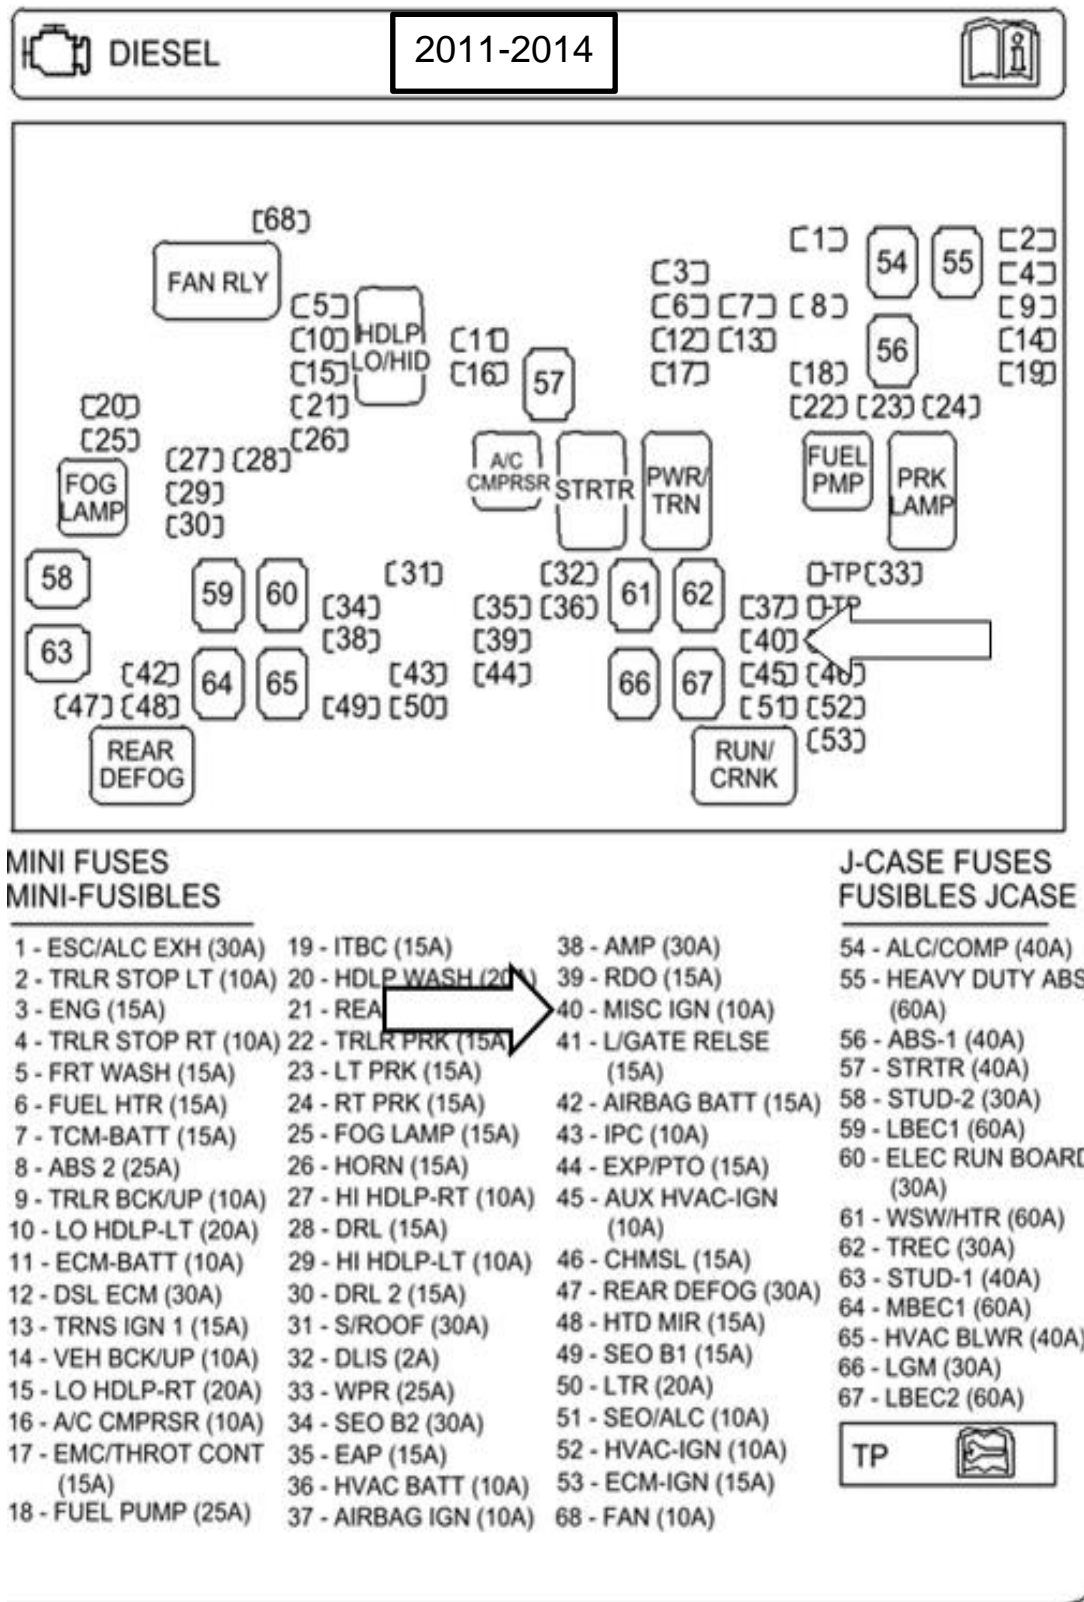 DIESEL 2011-2014
[68]
FAN RLY
[1] 54 55 [2]
[3] [4]
[5] HDLP LO/HID [6] [7] [8] [9]
[10] [11] [12] [13] 56 [14]
[15] [16] 57 [17] [18] [19]
[20] [21] [22] [23] [24]
[25] [26]
FOG LAMP [27] [28] A/C CMPRSR STRTR PWR/TRN FUEL PMP PRK LAMP
[29]
[30]
58 59 60 [31] [32] 61 62 TP [33]
[34] [35] [36] [37] TP
63 [38] [39] [40]
[42] 64 65 [43] [44] 66 67 [45] [46]
[47] [48] [49] [50] [51] [52]
REAR DEFOG RUN/CRNK [53]
MINI FUSES
MINI-FUSIBLES
1 - ESC/ALC EXH (30A)
2 - TRLR STOP LT (10A)
3 - ENG (15A)
4 - TRLR STOP RT (10A)
5 - FRT WASH (15A)
6 - FUEL HTR (15A)
7 - TCM-BATT (15A)
8 - ABS 2 (25A)
9 - TRLR BCK/UP (10A)
10 - LO HDLP-LT (20A)
11 - ECM-BATT (10A)
12 - DSL ECM (30A)
13 - TRNS IGN 1 (15A)
14 - VEH BCK/UP (10A)
15 - LO HDLP-RT (20A)
16 - A/C CMPRSR (10A)
17 - EMC/THROT CONT
(15A)
18 - FUEL PUMP (25A)
19 - ITBC (15A)
20 - HDLP WASH (20A)
21 - REA
22 - TRLR PRK (15A)
23 - LT PRK (15A)
24 - RT PRK (15A)
25 - FOG LAMP (15A)
26 - HORN (15A)
27 - HI HDLP-RT (10A)
28 - DRL (15A)
29 - HI HDLP-LT (10A)
30 - DRL 2 (15A)
31 - S/ROOF (30A)
32 - DLIS (2A)
33 - WPR (25A)
34 - SEO B2 (30A)
35 - EAP (15A)
36 - HVAC BATT (10A)
37 - AIRBAG IGN (10A)
38 - AMP (30A)
39 - RDO (15A)
40 - MISC IGN (10A)
41 - L/GATE RELSE
(15A)
42 - AIRBAG BATT (15A)
43 - IPC (10A)
44 - EXP/PTO (15A)
45 - AUX HVAC-IGN
(10A)
46 - CHMSL (15A)
47 - REAR DEFOG (30A)
48 - HTD MIR (15A)
49 - SEO B1 (15A)
50 - LTR (20A)
51 - SEO/ALC (10A)
52 - HVAC-IGN (10A)
53 - ECM-IGN (15A)
68 - FAN (10A)
J-CASE FUSES
FUSIBLES JCASE
54 - ALC/COMP (40A)
55 - HEAVY DUTY ABS
(60A)
56 - ABS-1 (40A)
57 - STRTR (40A)
58 - STUD-2 (30A)
59 - LBEC1 (60A)
60 - ELEC RUN BOARD
(30A)
61 - WSW/HTR (60A)
62 - TREC (30A)
63 - STUD-1 (40A)
64 - MBEC1 (60A)
65 - HVAC BLWR (40A)
66 - LGM (30A)
67 - LBEC2 (60A)
TP